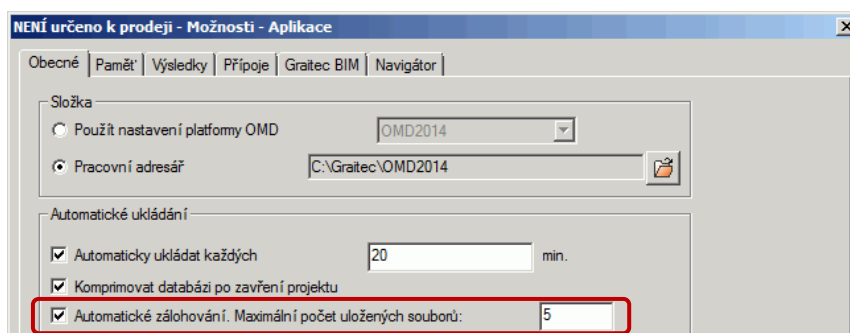 NENÍ určeno k prodeji - Možnosti - Aplikace
Obecné Paměť Výsledky Přípoje Graitec BIM Navigátor
Složka
Použít nastavení platformy OMD OMD2014
Pracovní adresář C:\Graitec\OMD2014
Automatické ukládání
Automaticky ukládat každých 20 min.
Komprimovat databázi po zavření projektu
Automatické zálohování. Maximální počet uložených souborů: 5